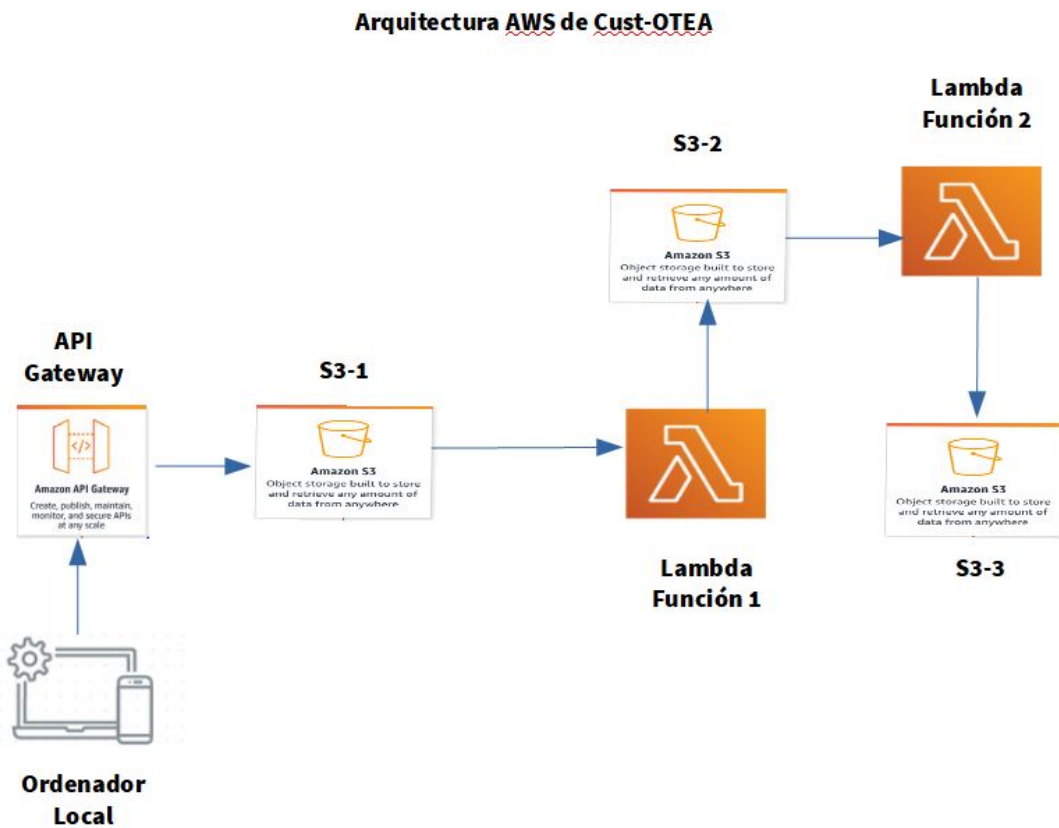 Arquitectura AWS de Cust-OTEA
Lambda
Función 2
S3-2
Amazon S3
Object storage built to store
and retrieve any amount of
data from anywhere
API
Gateway
S3-1
Amazon API Gateway
Create, publish, maintain,
monitor, and secure APIs
at any scale
</>
Amazon S3
Object storage built to store
and retrieve any amount of
data from anywhere
Amazon S3
Object storage built to store
and retrieve any amount of
data from anywhere
Lambda
Función 1
S3-3
Ordenador
Local